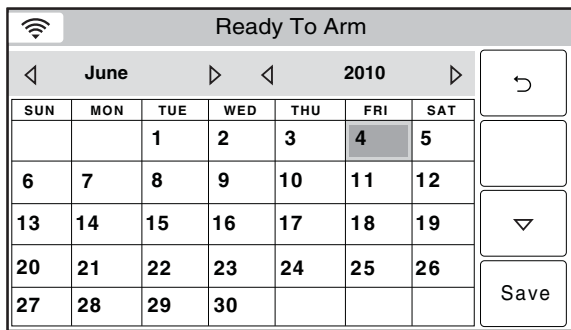 Ready To Arm
June 2010
SUN MON TUE WED THU FRI SAT
1 2 3 4 5
6 7 8 9 10 11 12
13 14 15 16 17 18 19
20 21 22 23 24 25 26
27 28 29 30
Save